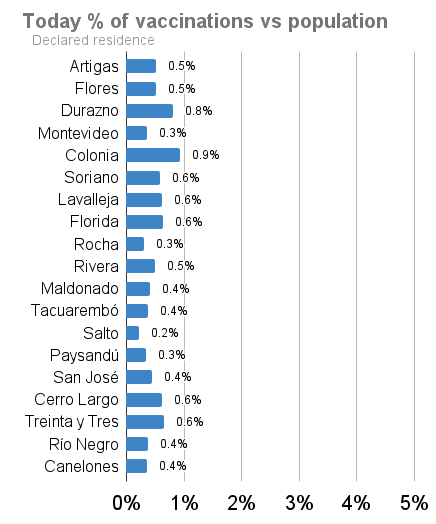 Today % of vaccinations vs population
Declared residence
Artigas 0.5%
Flores 0.5%
Durazno 0.8%
Montevideo 0.3%
Colonia 0.9%
Soriano 0.6%
Lavalleja 0.6%
Florida 0.6%
Rocha 0.3%
Rivera 0.5%
Maldonado 0.4%
Tacuarembó 0.4%
Salto 0.2%
Paysandú 0.3%
San José 0.4%
Cerro Largo 0.6%
Treinta y Tres 0.6%
Río Negro 0.4%
Canelones 0.4%
0% 1% 2% 3% 4% 5%